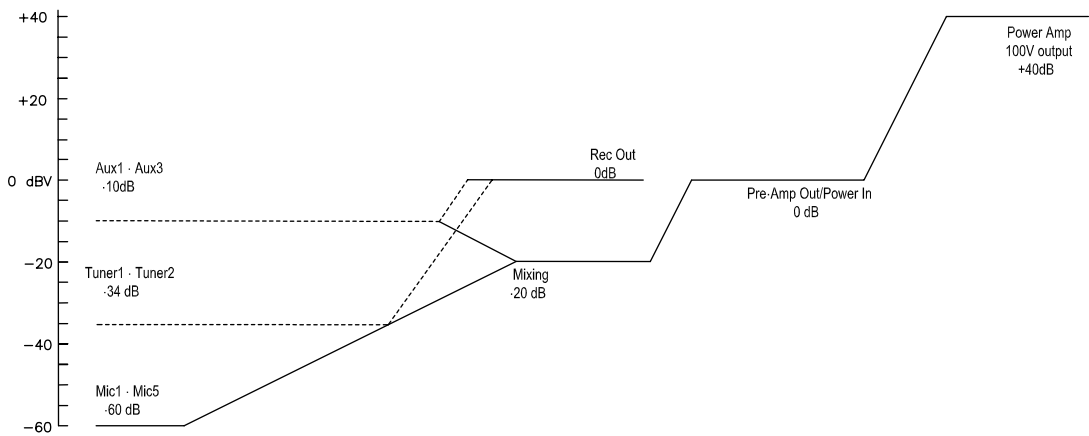 +40
Power Amp
100V output
+40dB
+20
Rec Out
0dB
Aux1 · Aux3
·10dB
0 dBV
Pre·Amp Out/Power In
0 dB
−20
Mixing
·20 dB
Tuner1 · Tuner2
·34 dB
−40
Mic1 · Mic5
·60 dB
−60